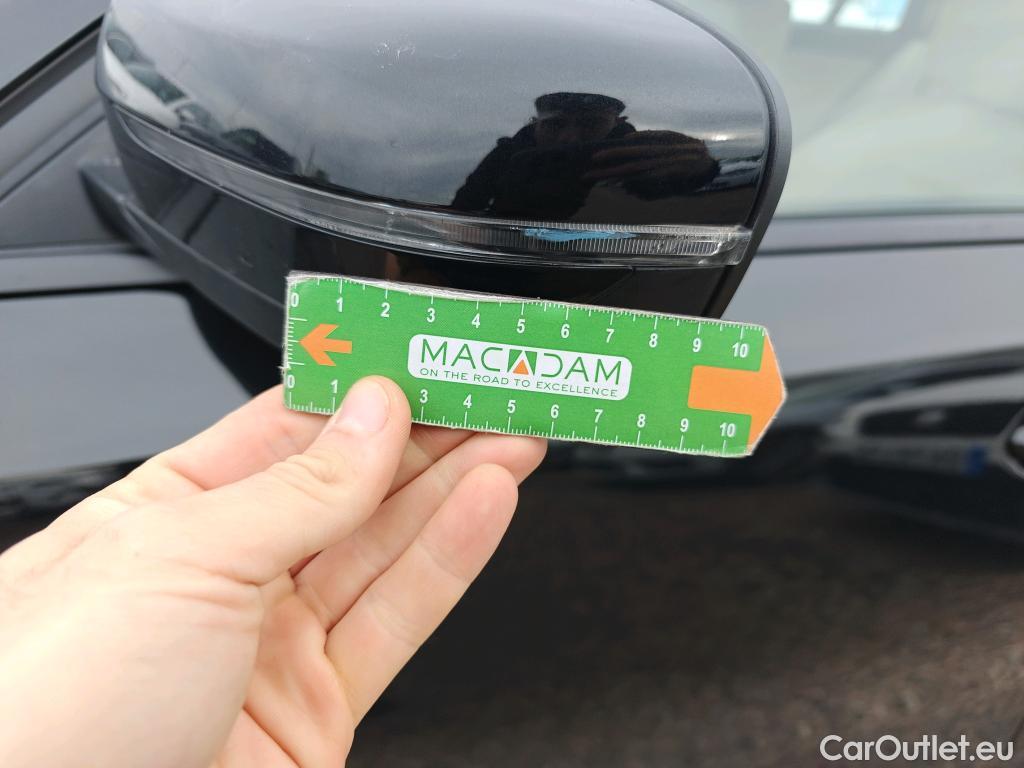 0 1 2 3 4 5 6 7 8 9 10
MACADAM
ON THE ROAD TO EXCELLENCE
0 1 3 4 5 6 7 8 9 10
CarOutlet.eu